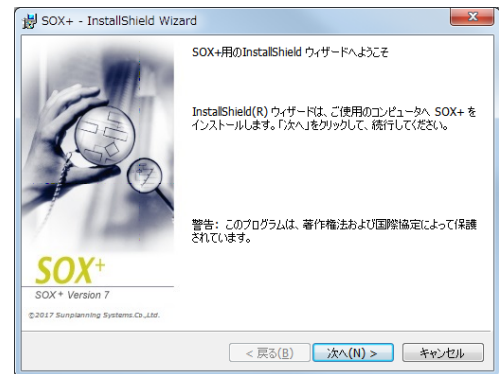 SOX+ - InstallShield Wizard
SOX+用のInstallShield ウィザードへようこそ
InstallShield(R) ウィザードは、ご使用のコンピュータへ SOX+ を
インストールします。「次へ」をクリックして、続行してください。
警告： このプログラムは、著作権法および国際協定によって保護
されています。
SOX+
SOX+ Version 7
©2017 Sunplanning Systems.Co.,Ltd.
< 戻る(B)
次へ(N) >
キャンセル